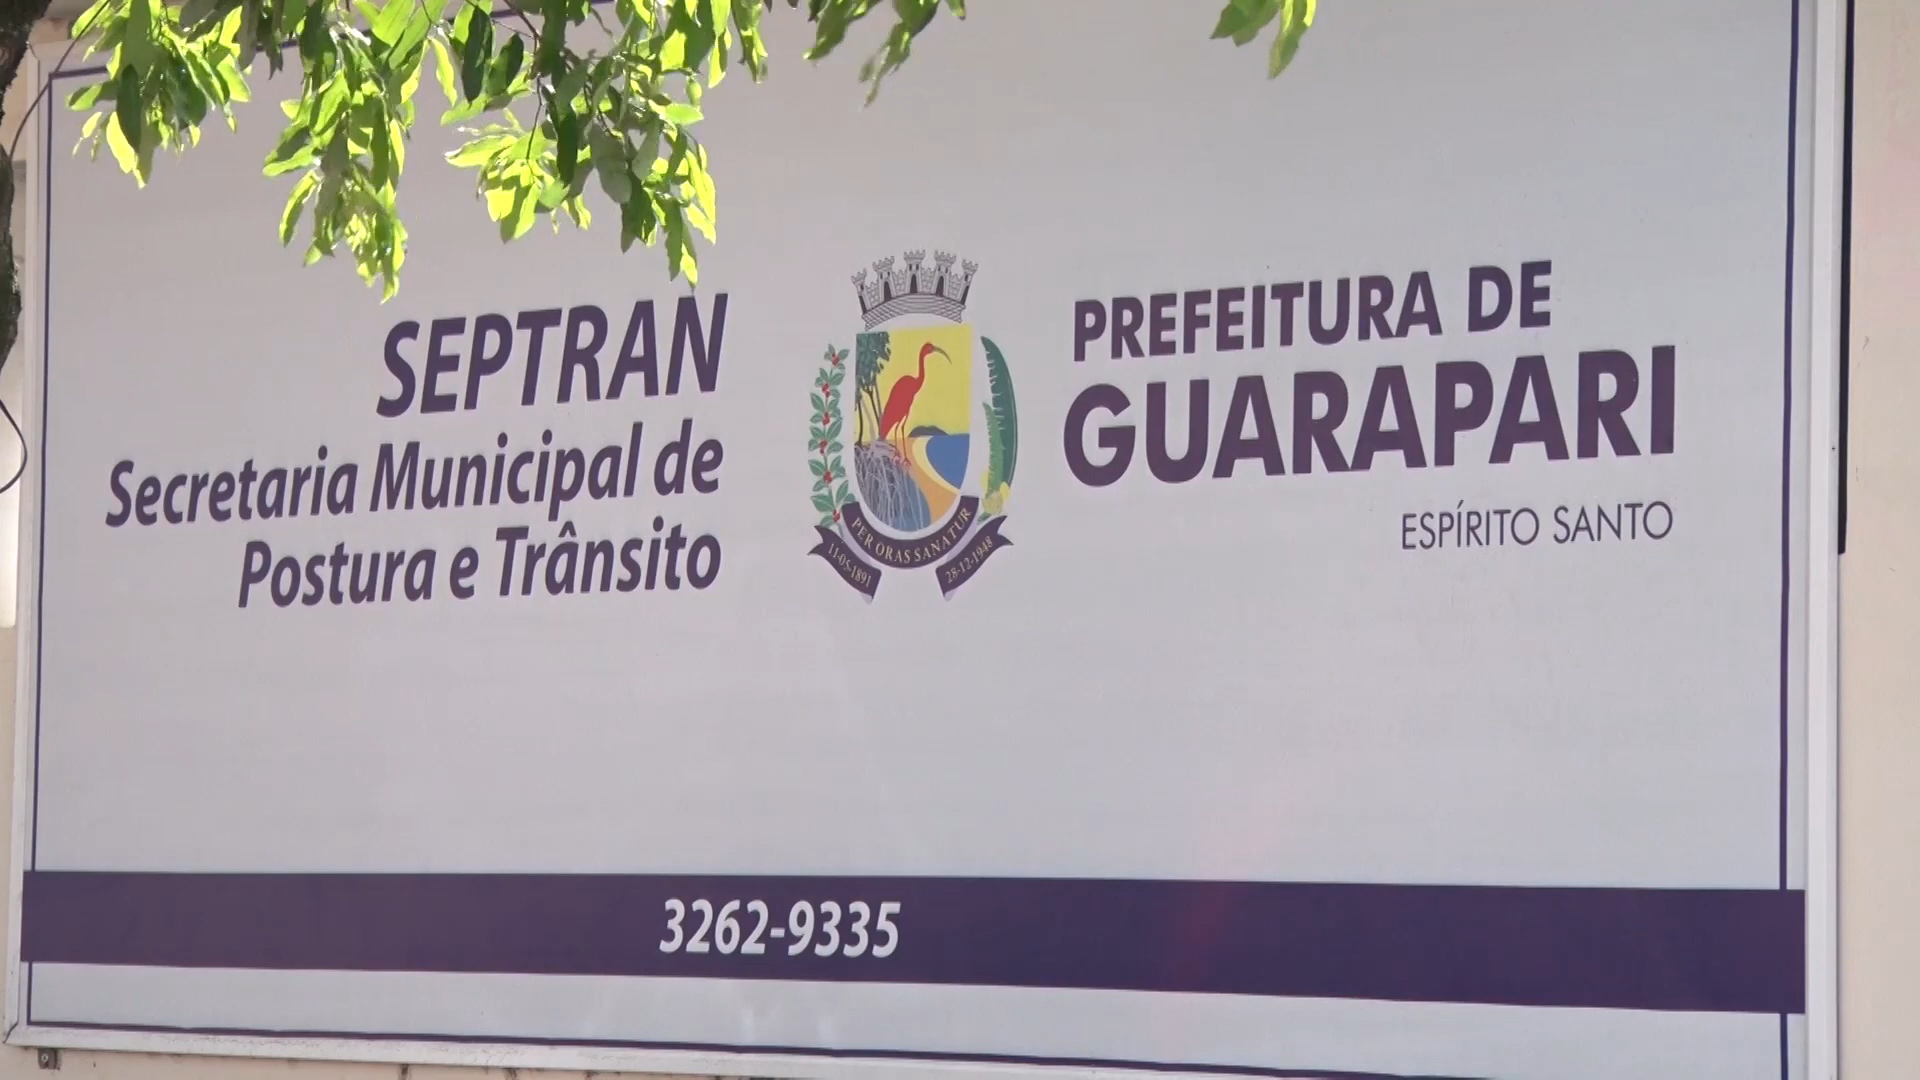 SEPTRAN
Secretaria Municipal de
Postura e Trânsito
PER ORAS SANATUR
11-05-1891
28-12-1948
PREFEITURA DE
GUARAPARI
ESPÍRITO SANTO
3262-9335